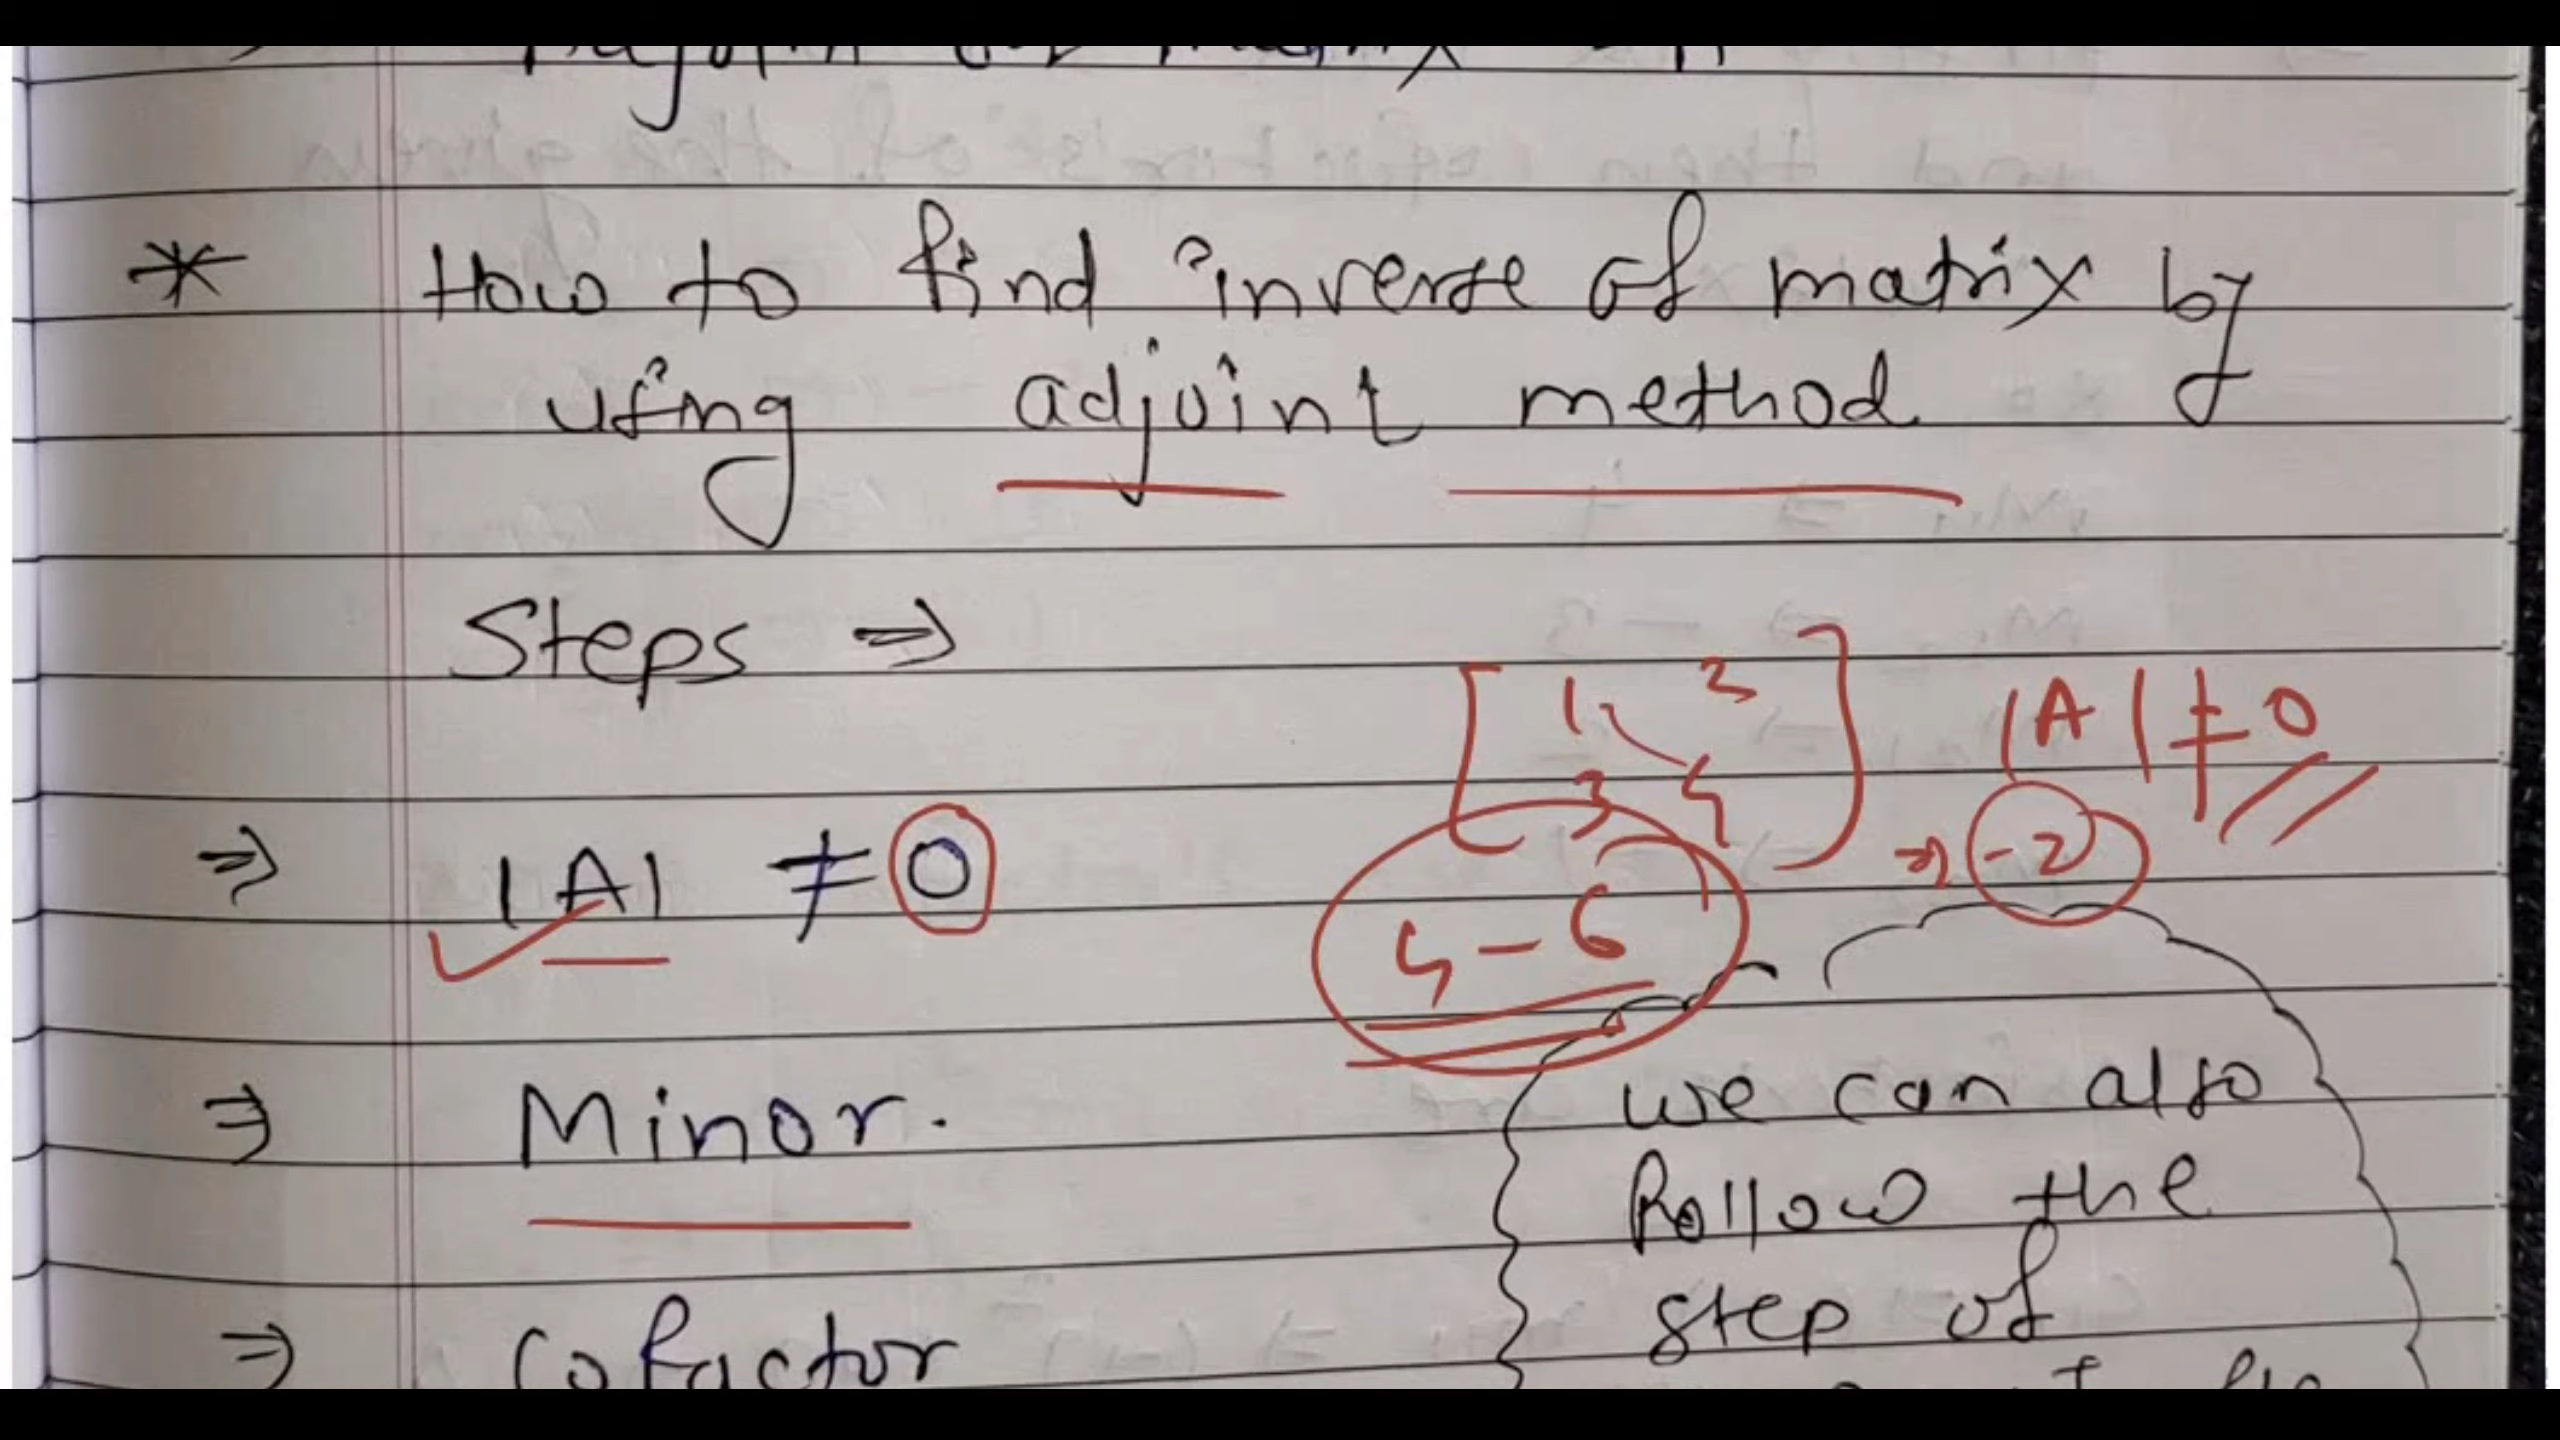 * How to find inverse of matrix by
using adjoint method
Steps ⇒
[ 1 2
3 4 ]
|A| ≠ 0
⇒ -2
⇒ |A| ≠ 0
4 - 6
⇒ Minor.
⇒ Cofactor
we can also
follow the
step of